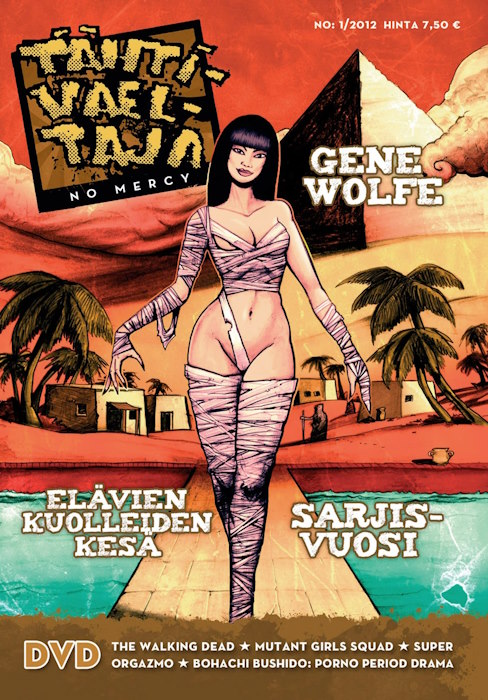 NO: 1/2012 HINTA 7,50 €
TÄHTI-
VAEL-
TAJA
NO MERCY
GENE
WOLFE
ELÄVIEN
KUOLLEIDEN
KESÄ
SARJIS-
VUOSI
DVD
THE WALKING DEAD ★ MUTANT GIRLS SQUAD ★ SUPER
ORGAZMO ★ BOHACHI BUSHIDO: PORNO PERIOD DRAMA